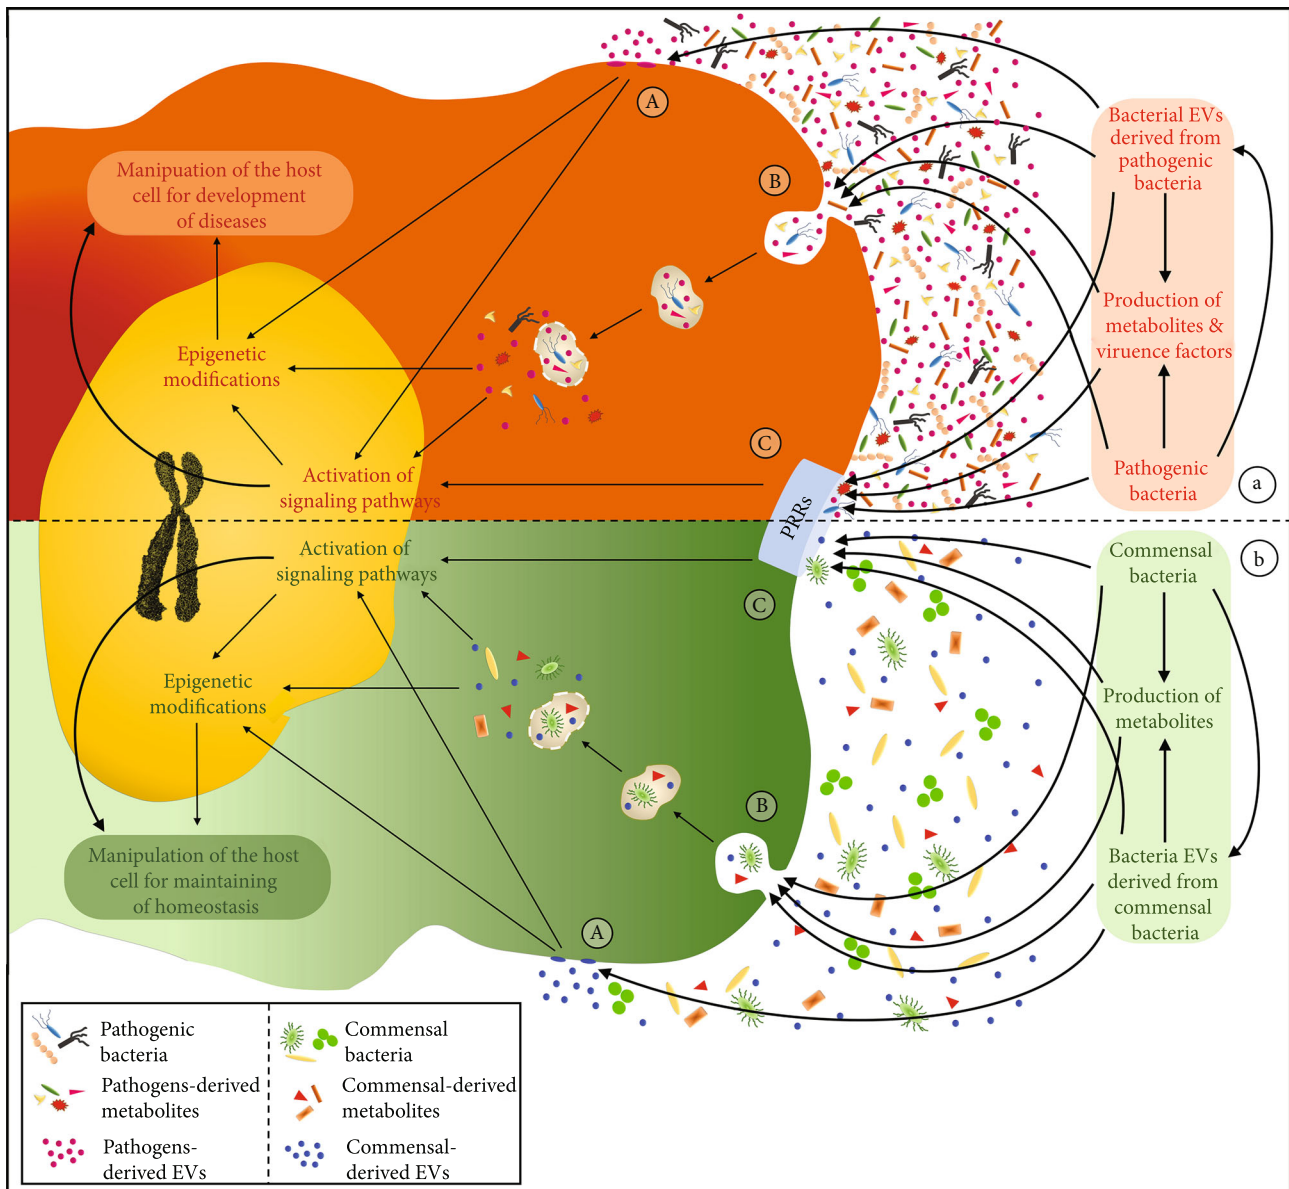 A
Bacterial EVs
derived from
pathogenic
bacteria
Manipuation of the host
cell for development
of diseases
B
Production of
metabolites &
viruence factors
Epigenetic
modifications
C
Activation of
signaling pathways
Pathogenic
bacteria
a
PRRs
Activation of
signaling pathways
Commensal
bacteria
b
C
Epigenetic
modifications
Production of
metabolites
B
Manipulation of the host
cell for maintaining
of homeostasis
Bacteria EVs
derived from
commensal
bacteria
A
Pathogenic
bacteria
Pathogens-derived
metabolites
Pathogens-
derived EVs
Commensal
bacteria
Commensal-derived
metabolites
Commensal-
derived EVs